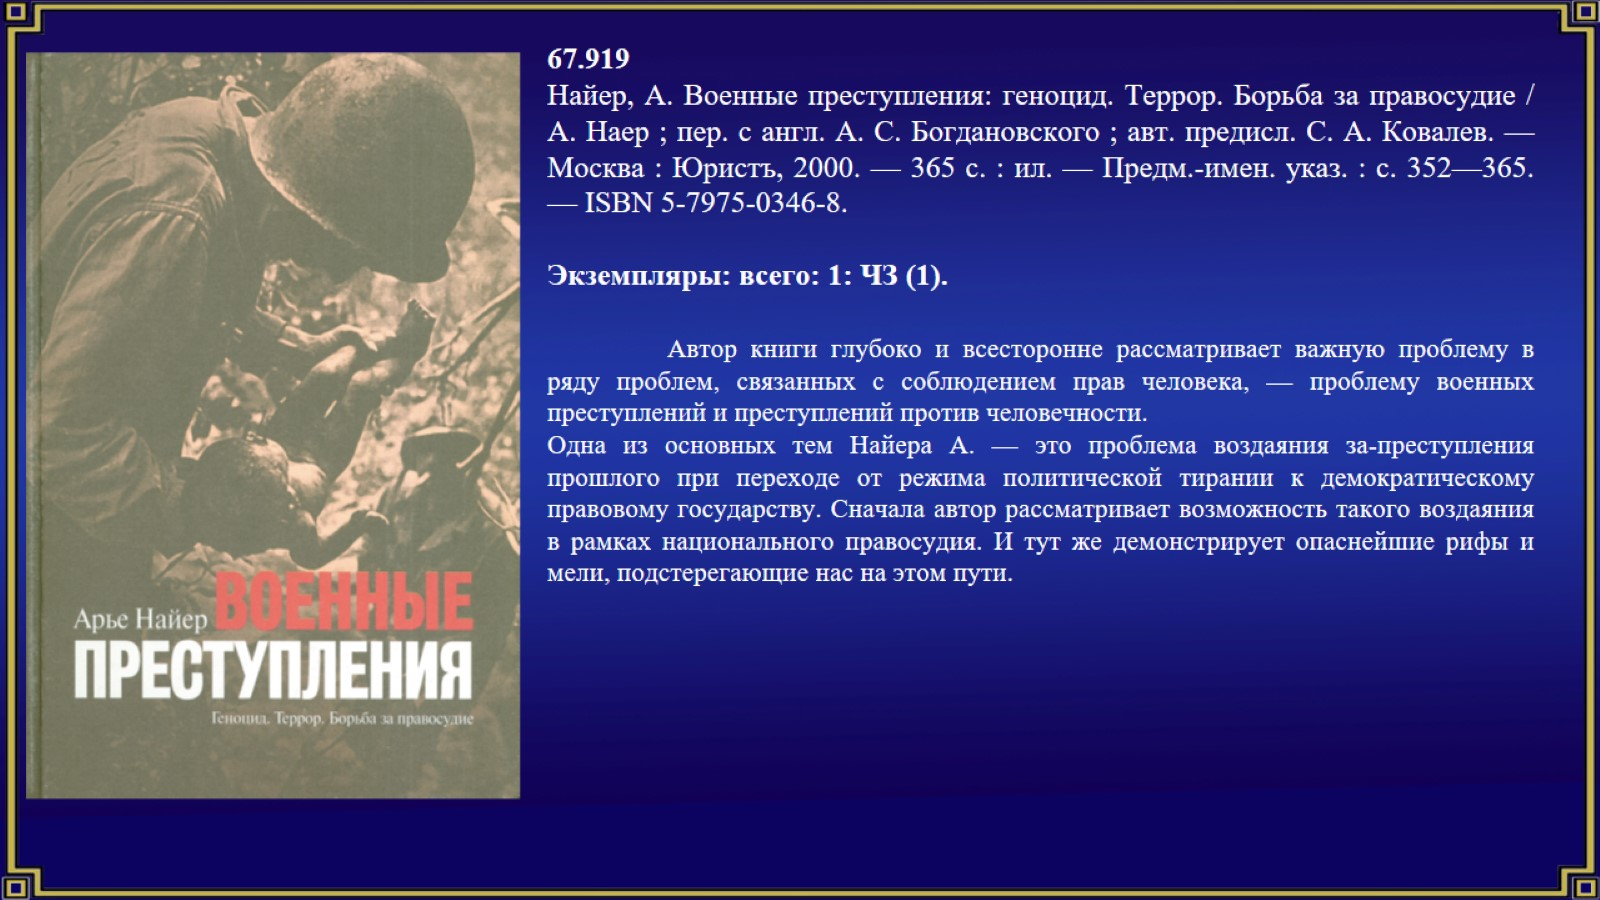 67.919
Найер, А. Военные преступления: геноцид. Террор. Борьба за правосудие /
А. Наер ; пер. с англ. А. С. Богдановского ; авт. предисл. С. А. Ковалев. —
Москва : Юристъ, 2000. — 365 с. : ил. — Предм.-имен. указ. : с. 352—365.
— ISBN 5-7975-0346-8.
Экземпляры: всего: 1: ЧЗ (1).
Автор книги глубоко и всесторонне рассматривает важную проблему в
ряду проблем, связанных с соблюдением прав человека, — проблему военных
преступлений и преступлений против человечности.
Одна из основных тем Найера А. — это проблема воздаяния за-преступления
прошлого при переходе от режима политической тирании к демократическому
правовому государству. Сначала автор рассматривает возможность такого воздаяния
в рамках национального правосудия. И тут же демонстрирует опаснейшие рифы и
мели, подстерегающие нас на этом пути.
Арье Найер ВОЕННЫЕ
ПРЕСТУПЛЕНИЯ
Геноцид. Террор. Борьба за правосудие